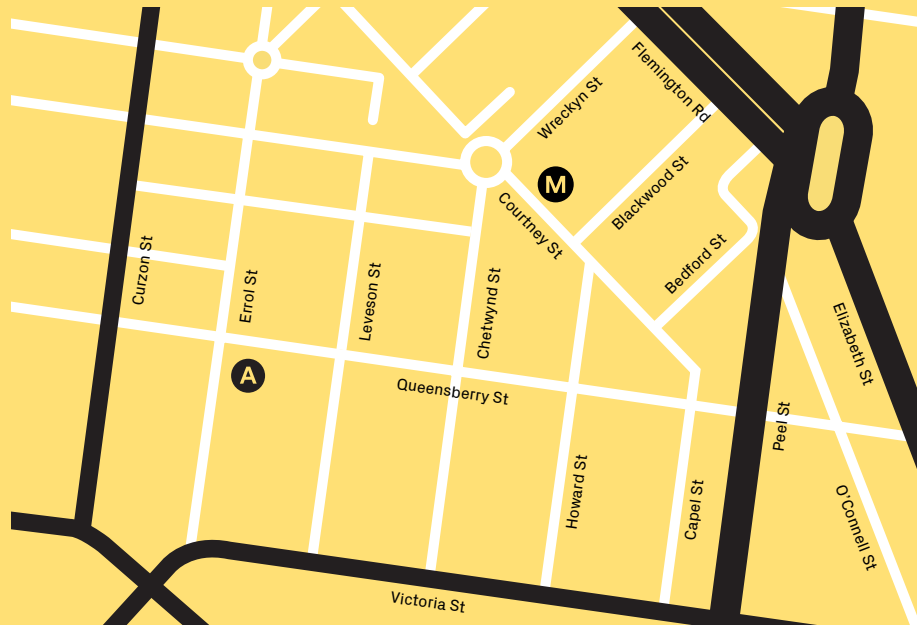 Flemington Rd
Wreckyn St
M
Blackwood St
Courtney St
Bedford St
Curzon St
Errol St
Leveson St
Chetwynd St
Elizabeth St
A
Queensberry St
Peel St
Howard St
Capel St
O'Connell St
Victoria St